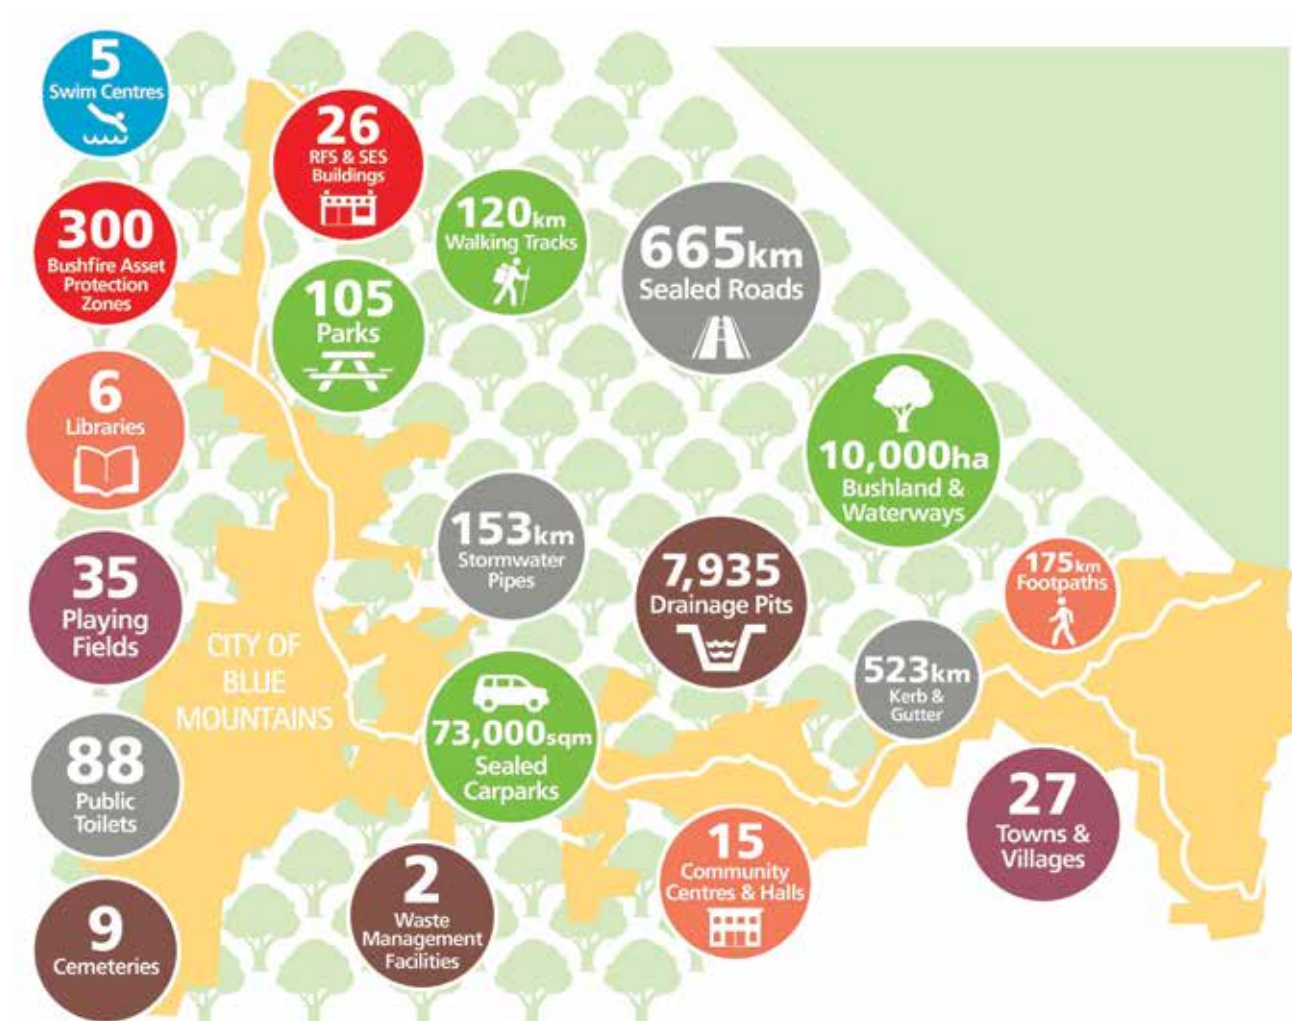 5
Swim Centres
26
RFS & SES
Buildings
300
Bushfire Asset
Protection
Zones
105
Parks
120km
Walking Tracks
665km
Sealed Roads
6
Libraries
10,000ha
Bushland &
Waterways
153km
Stormwater
Pipes
7,935
Drainage Pits
175km
Footpaths
35
Playing
Fields
CITY OF
BLUE
MOUNTAINS
523km
Kerb &
Gutter
73,000sqm
Sealed
Carparks
88
Public
Toilets
27
Towns &
Villages
15
Community
Centres & Halls
2
Waste
Management
Facilities
9
Cemeteries